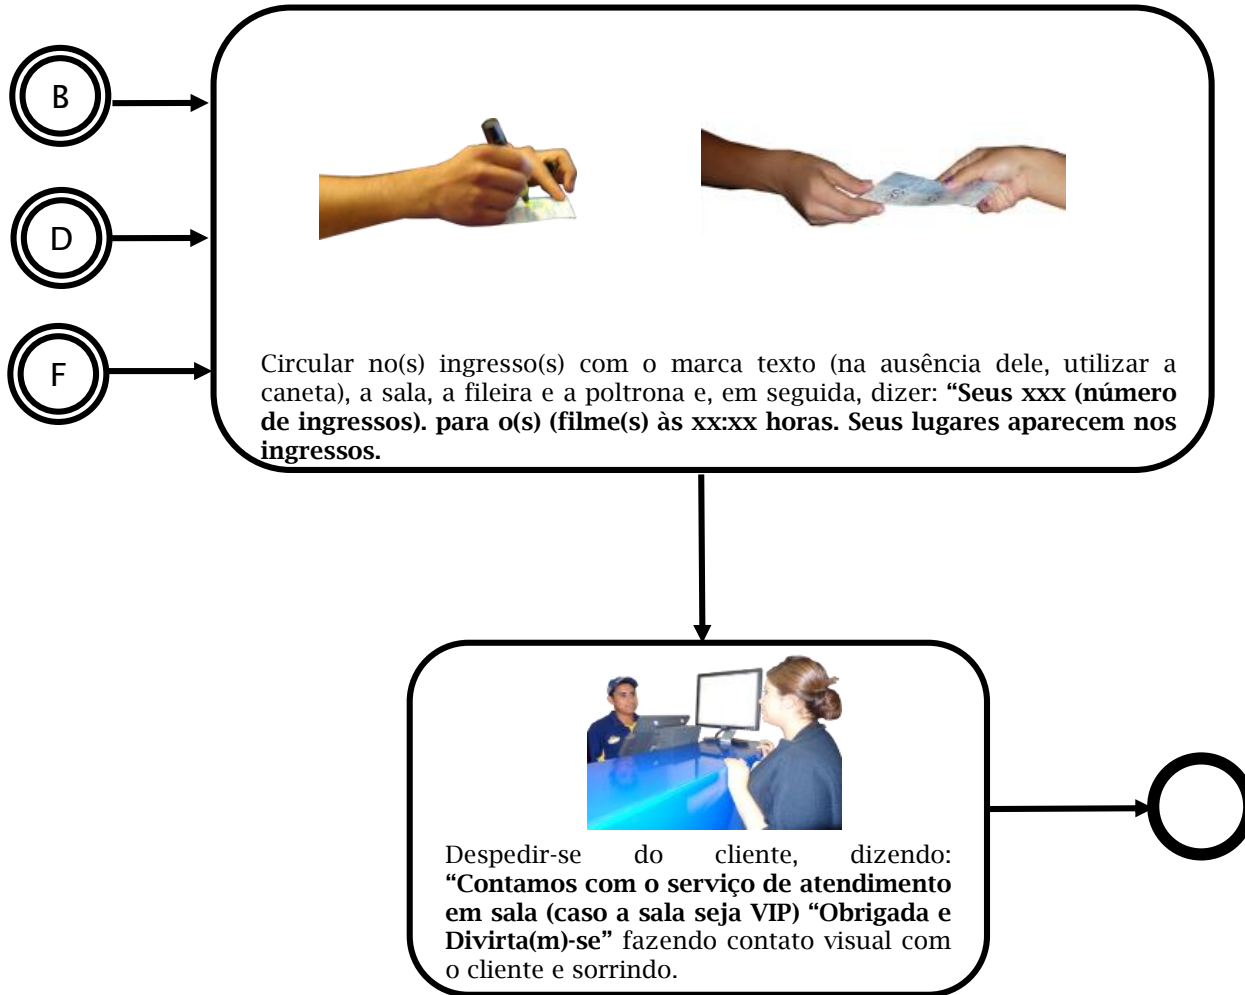 B
D
F
Circular no(s) ingresso(s) com o marca texto (na ausência dele, utilizar a
caneta), a sala, a fileira e a poltrona e, em seguida, dizer: “Seus xxx (número
de ingressos). para o(s) (filme(s) às xx:xx horas. Seus lugares aparecem nos
ingressos.
Despedir-se do cliente, dizendo:
“Contamos com o serviço de atendimento
em sala (caso a sala seja VIP) “Obrigada e
Divirta(m)-se” fazendo contato visual com
o cliente e sorrindo.